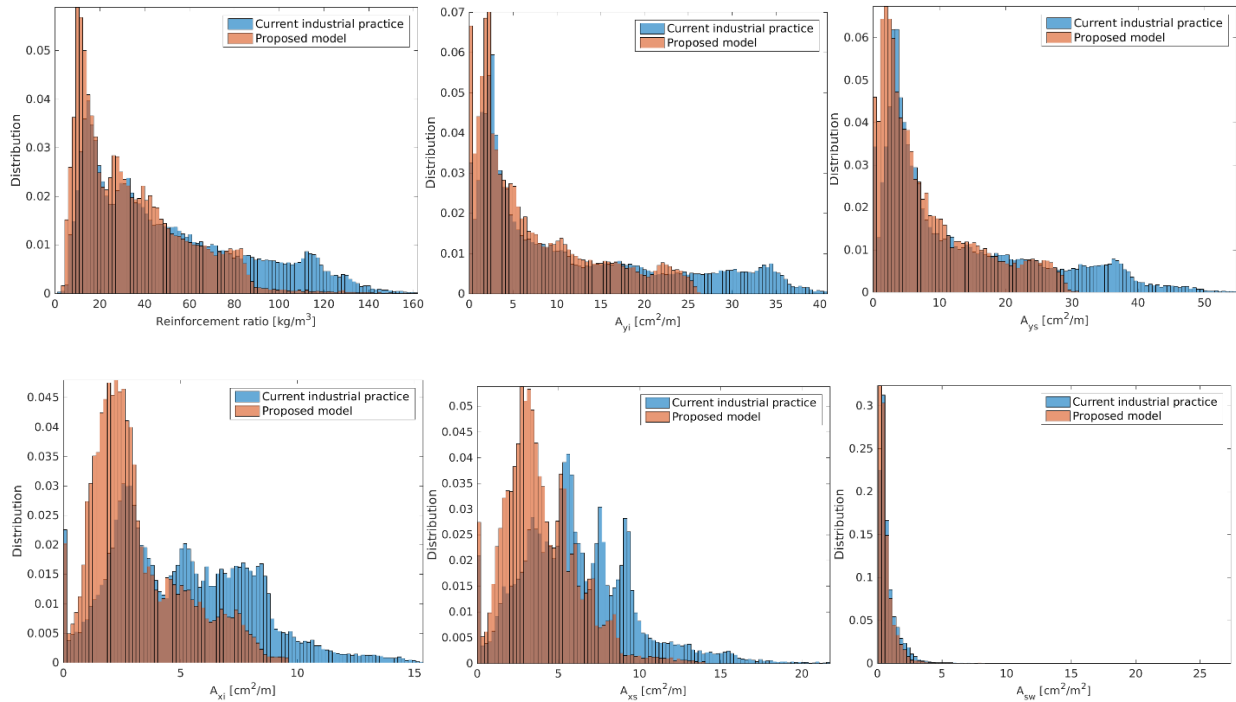 Current industrial practice
Proposed model
0.05
0.04
0.03
0.02
0.01
0.00
Distribution
20 40 60 80 100 120 140 160
Reinforcement ratio [kg/m³]
Current industrial practice
Proposed model
0.07
0.06
0.05
0.04
0.03
0.02
0.01
0.00
Distribution
0 5 10 15 20 25 30 35 40
A_yi [cm²/m]
Current industrial practice
Proposed model
0.06
0.05
0.04
0.03
0.02
0.01
0.00
Distribution
0 10 20 30 40 50
A_ys [cm²/m]
Current industrial practice
Proposed model
0.045
0.04
0.035
0.03
0.025
0.02
0.015
0.01
0.005
0
Distribution
0 5 10 15
A_xi [cm²/m]
Current industrial practice
Proposed model
0.05
0.045
0.04
0.035
0.03
0.025
0.02
0.015
0.01
0.005
0
Distribution
0 5 10 15 20
A_xs [cm²/m]
Current industrial practice
Proposed model
0.3
0.25
0.2
0.15
0.1
0.05
0
Distribution
0 5 10 15 20 25
A_sw [cm²/m²]